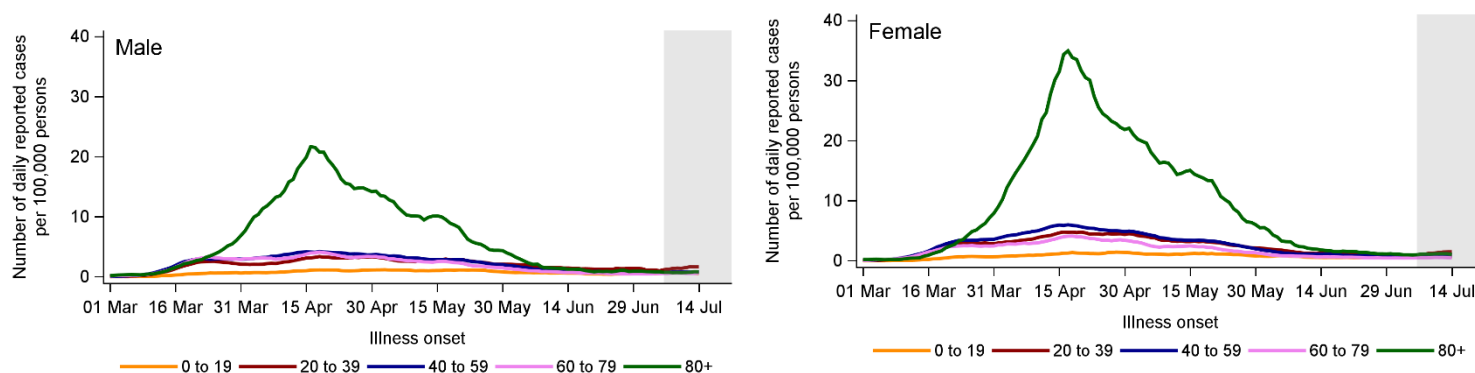 Number of daily reported cases
per 100,000 persons
Male
40
30
20
10
0
01 Mar 16 Mar 31 Mar 15 Apr 30 Apr 15 May 30 May 14 Jun 29 Jun 14 Jul
Illness onset
0 to 19 20 to 39 40 to 59 60 to 79 80+
Number of daily reported cases
per 100,000 persons
Female
40
30
20
10
0
01 Mar 16 Mar 31 Mar 15 Apr 30 Apr 15 May 30 May 14 Jun 29 Jun 14 Jul
Illness onset
0 to 19 20 to 39 40 to 59 60 to 79 80+